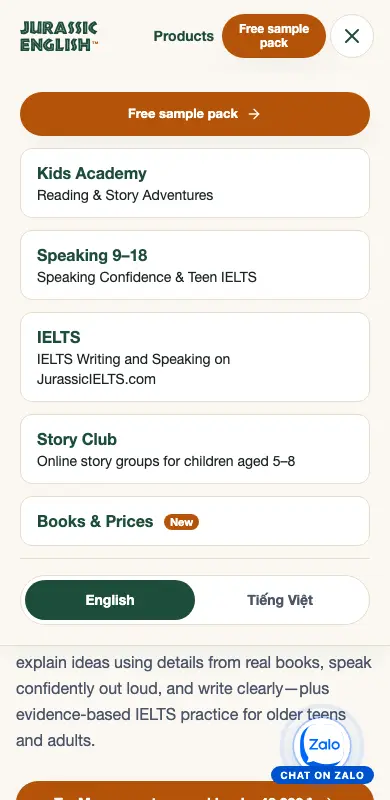 JURASSIC
ENGLISH™
Products
Free sample
pack
Free sample pack →
Kids Academy
Reading & Story Adventures
Speaking 9–18
Speaking Confidence & Teen IELTS
IELTS
IELTS Writing and Speaking on
JurassicIELTS.com
Story Club
Online story groups for children aged 5–8
Books & Prices New
English
Tiếng Việt
explain ideas using details from real books, speak
confidently out loud, and write clearly—plus
evidence-based IELTS practice for older teens
and adults.
Zalo
CHAT ON ZALO